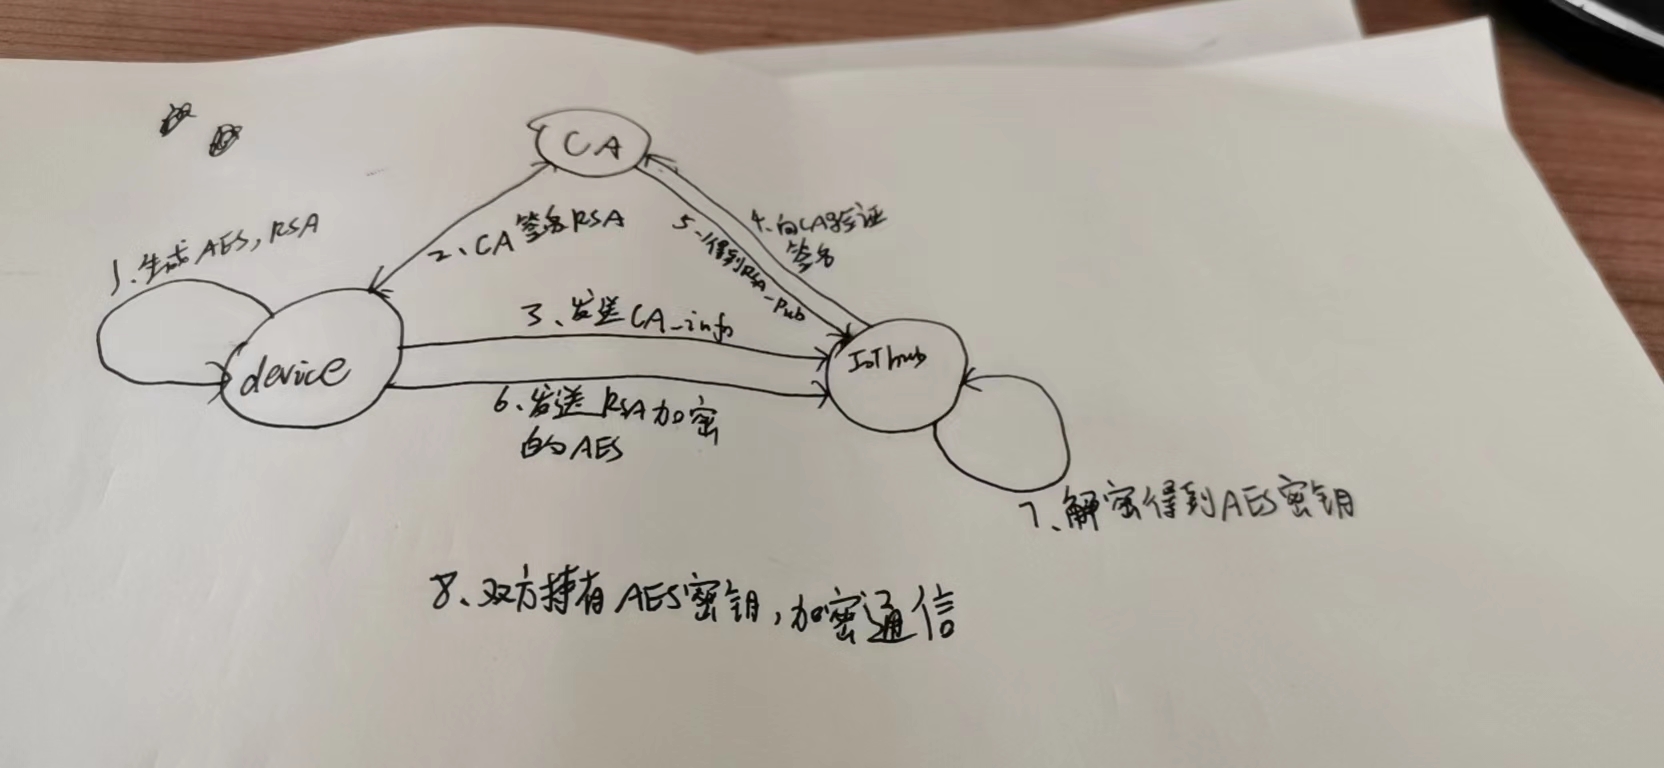 CA
1、生成AES,RSA
2、CA签名RSA
5、得到RSA_Pub
4、向CA验证
签名
3、发送CA_info
device
IoThub
6、发送RSA加密
的AES
7、解密得到AES密钥
8、双方持有AES密钥,加密通信